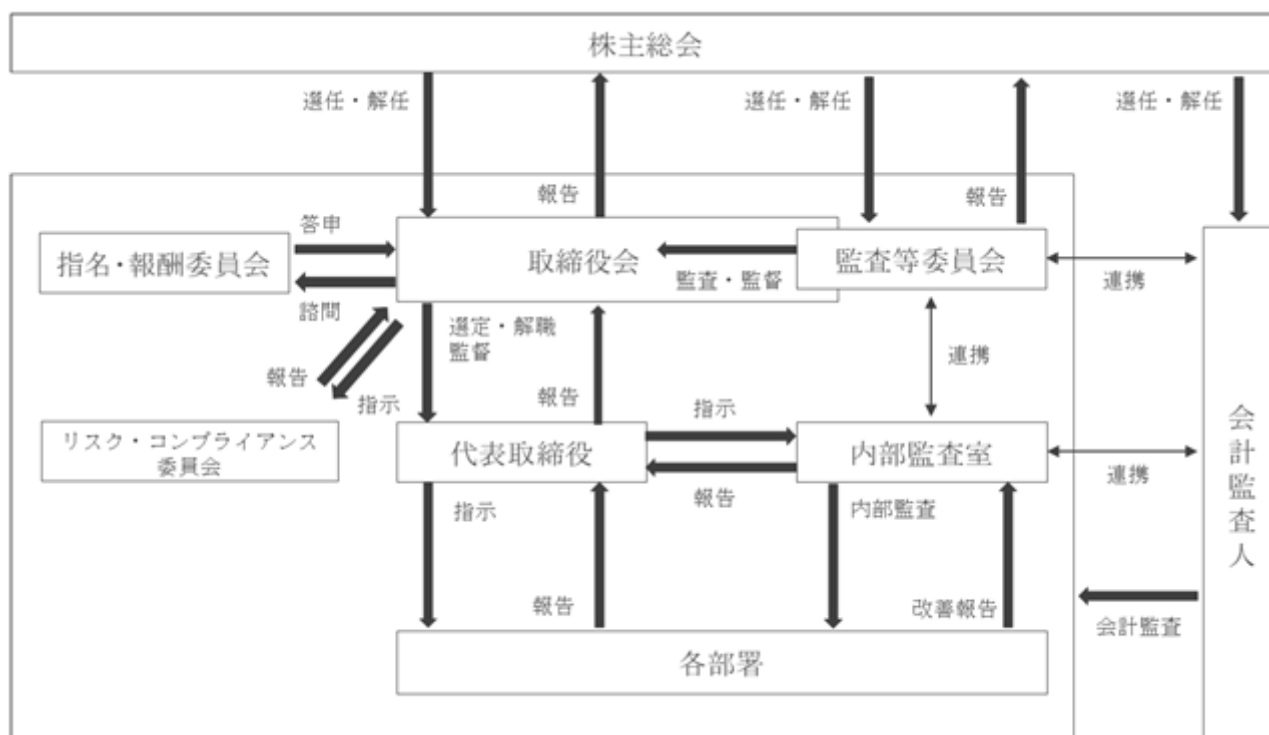 株主総会
選任・解任
選任・解任
選任・解任
報告
報告
答申
指名・報酬委員会
取締役会
監査等委員会
監査・監督
連携
諮問
選定・解職
監督
報告
指示
報告
連携
指示
リスク・コンプライアンス
委員会
代表取締役
内部監査室
連携
報告
指示
内部監査
報告
改善報告
会計監査人
会計監査
各部署